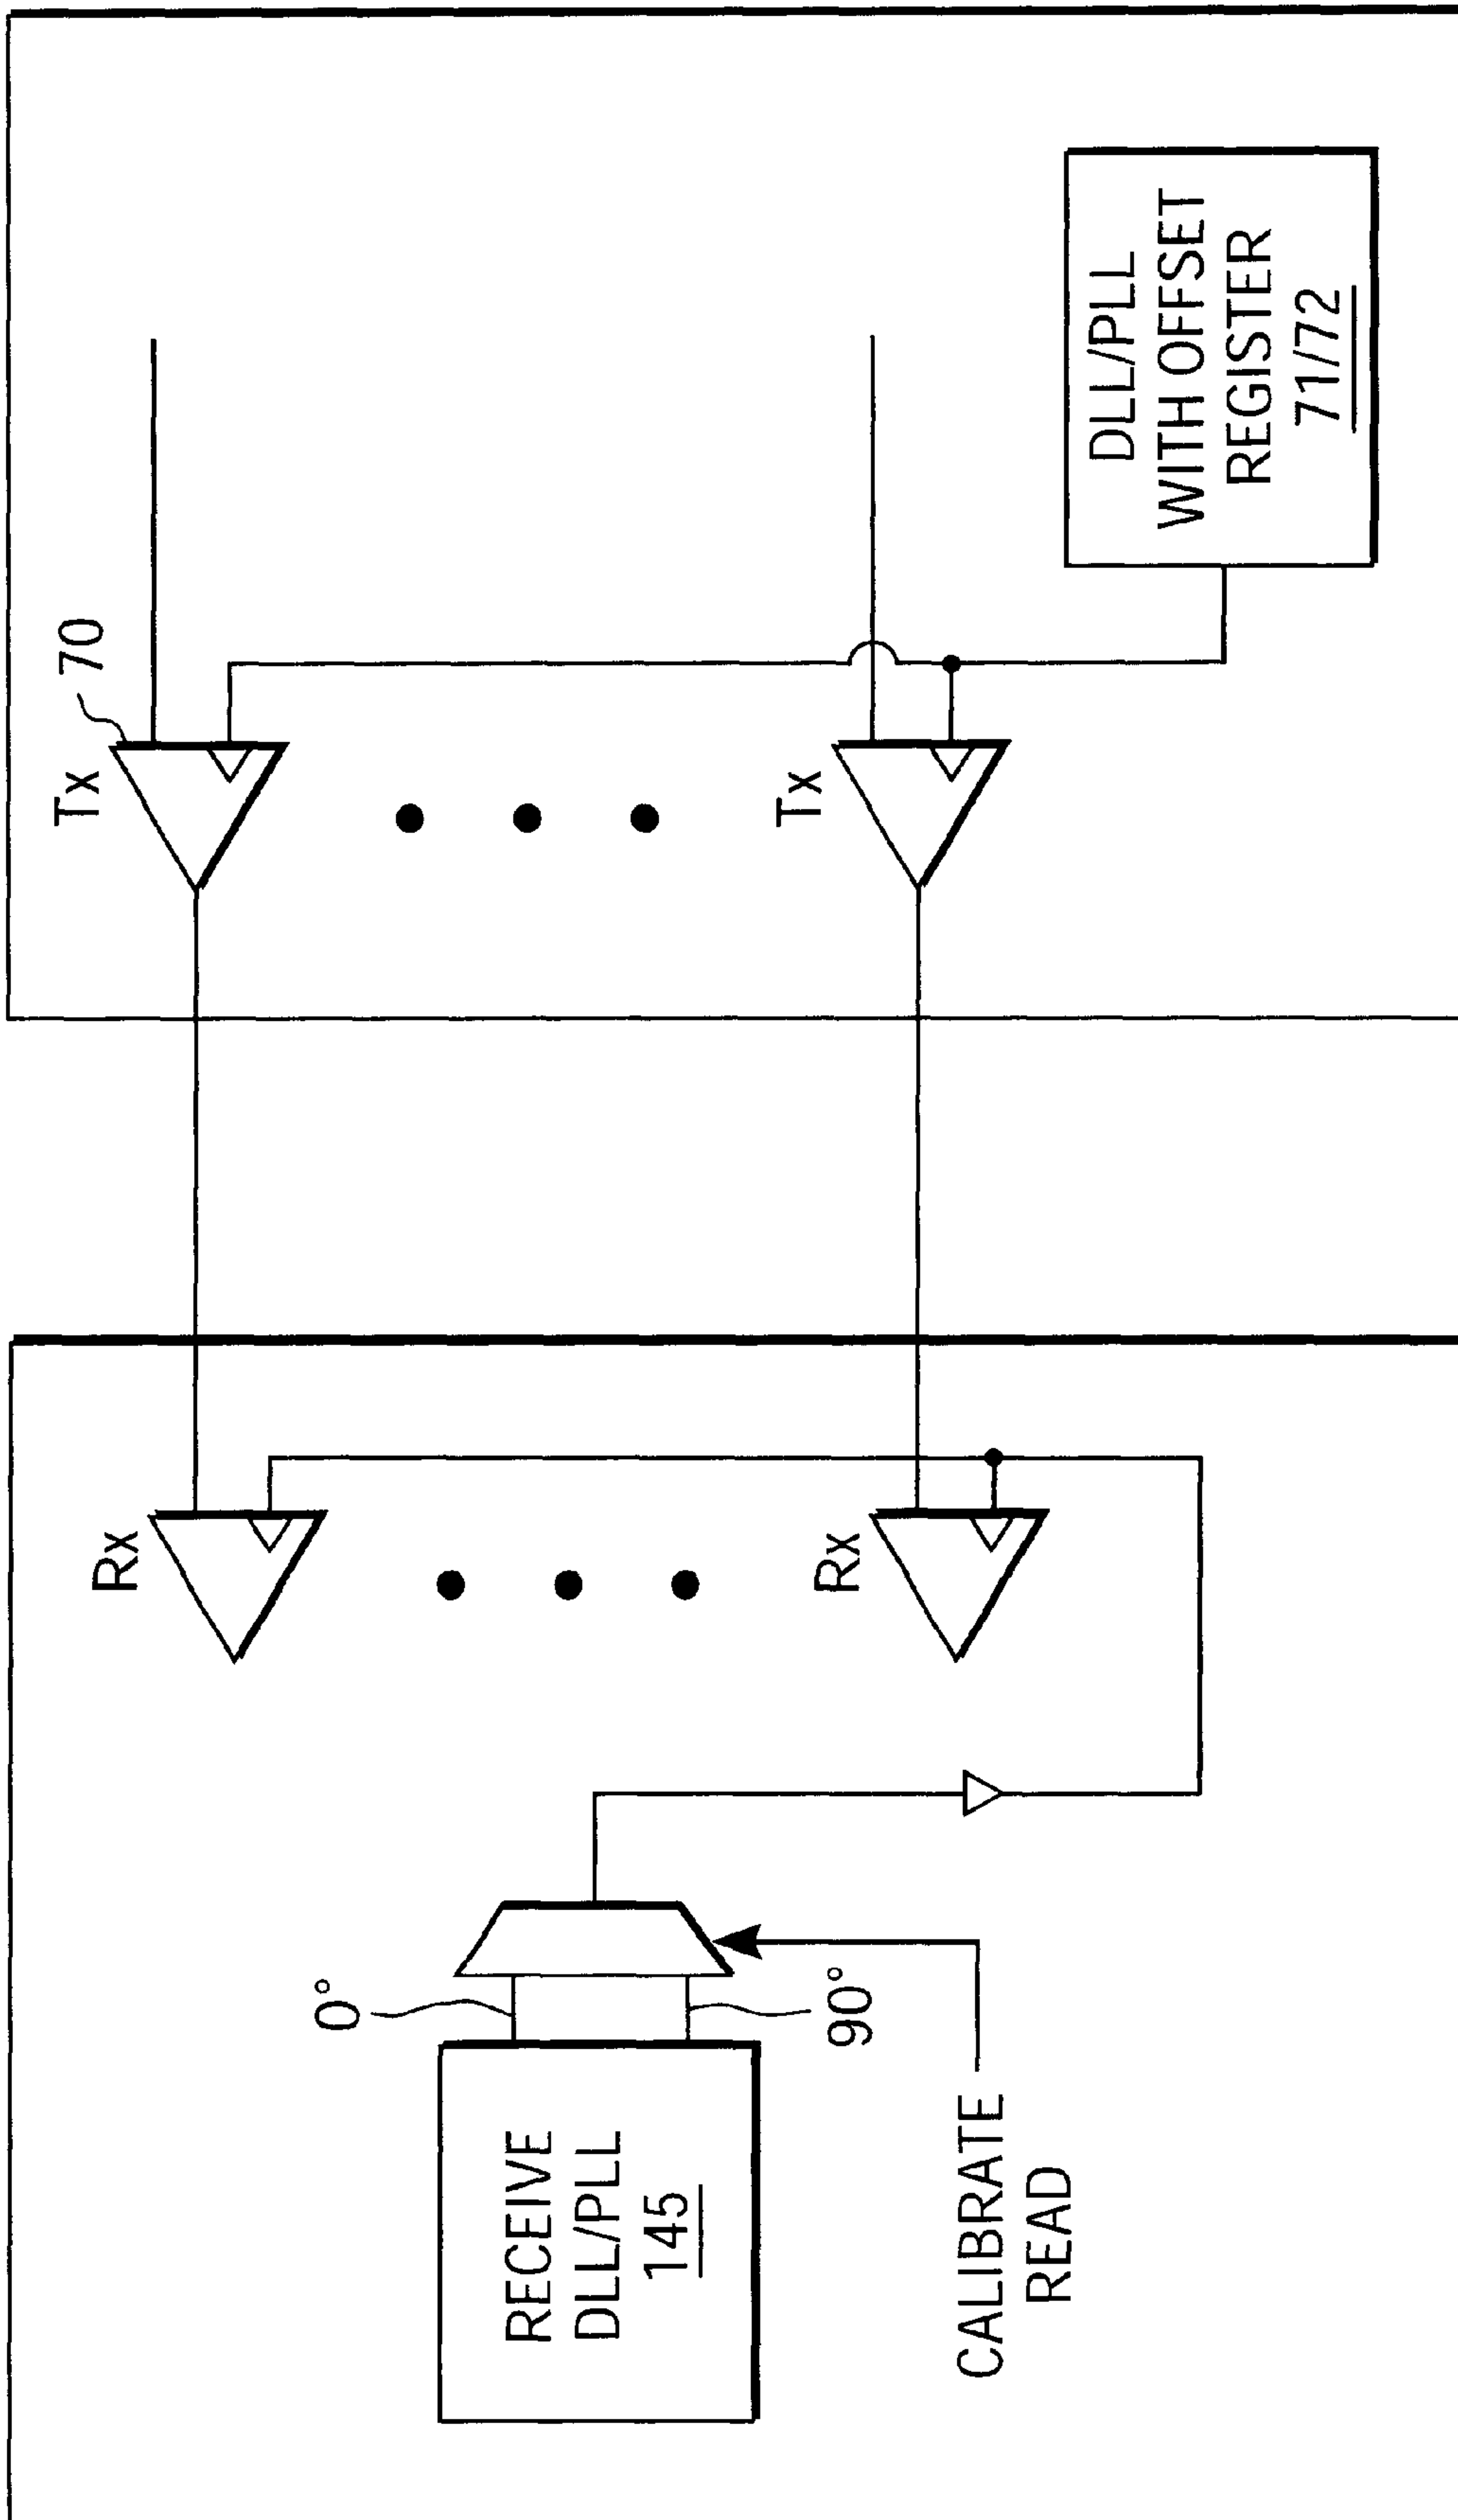 Rx
Tx
70
0°
RECEIVE
DLL/PLL
145
90°
Rx
Tx
CALIBRATE
READ
DLL/PLL
WITH OFFSET
REGISTER
71/72